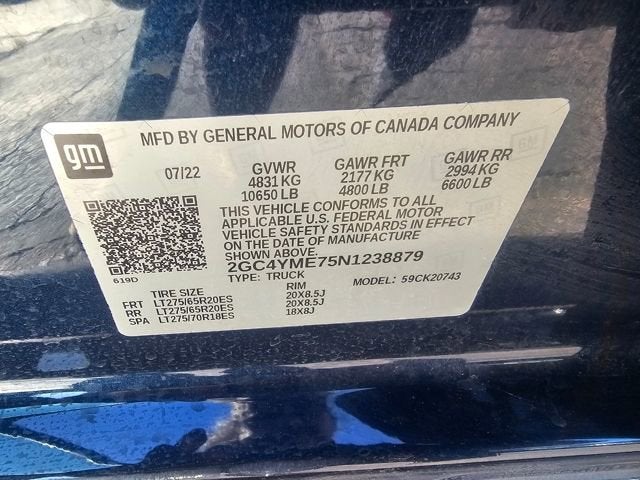 gm
MFD BY GENERAL MOTORS OF CANADA COMPANY
07/22 GVWR GAWR FRT GAWR RR
4831 KG 2177 KG 2994 KG
10650 LB 4800 LB 6600 LB
THIS VEHICLE CONFORMS TO ALL
APPLICABLE U.S. FEDERAL MOTOR
VEHICLE SAFETY STANDARDS IN EFFECT
ON THE DATE OF MANUFACTURE
SHOWN ABOVE.
2GC4YME75N1238879
TYPE: TRUCK MODEL: 59CK20743
619D
TIRE SIZE RIM
FRT LT275/65R20ES 20X8.5J
RR LT275/65R20ES 20X8.5J
SPA LT275/70R18ES 18X8J